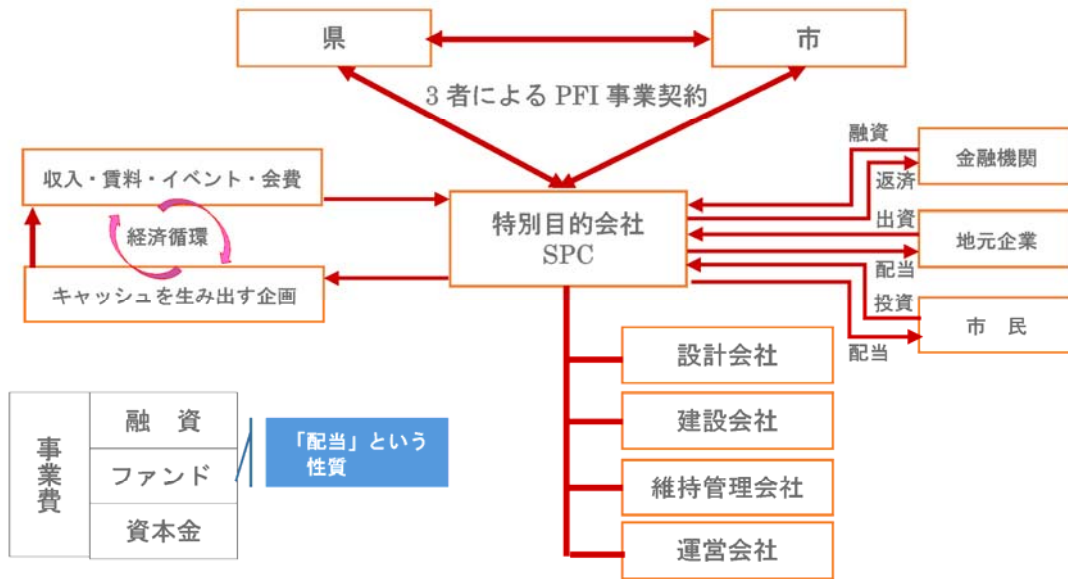 県
市
3者によるPFI事業契約
収入・賃料・イベント・会費
経済循環
キャッシュを生み出す企画
特別目的会社
SPC
融資
金融機関
返済
出資
地元企業
配当
投資
市　民
配当
設計会社
建設会社
維持管理会社
運営会社
事業費
融　資
ファンド
資本金
「配当」という
性質